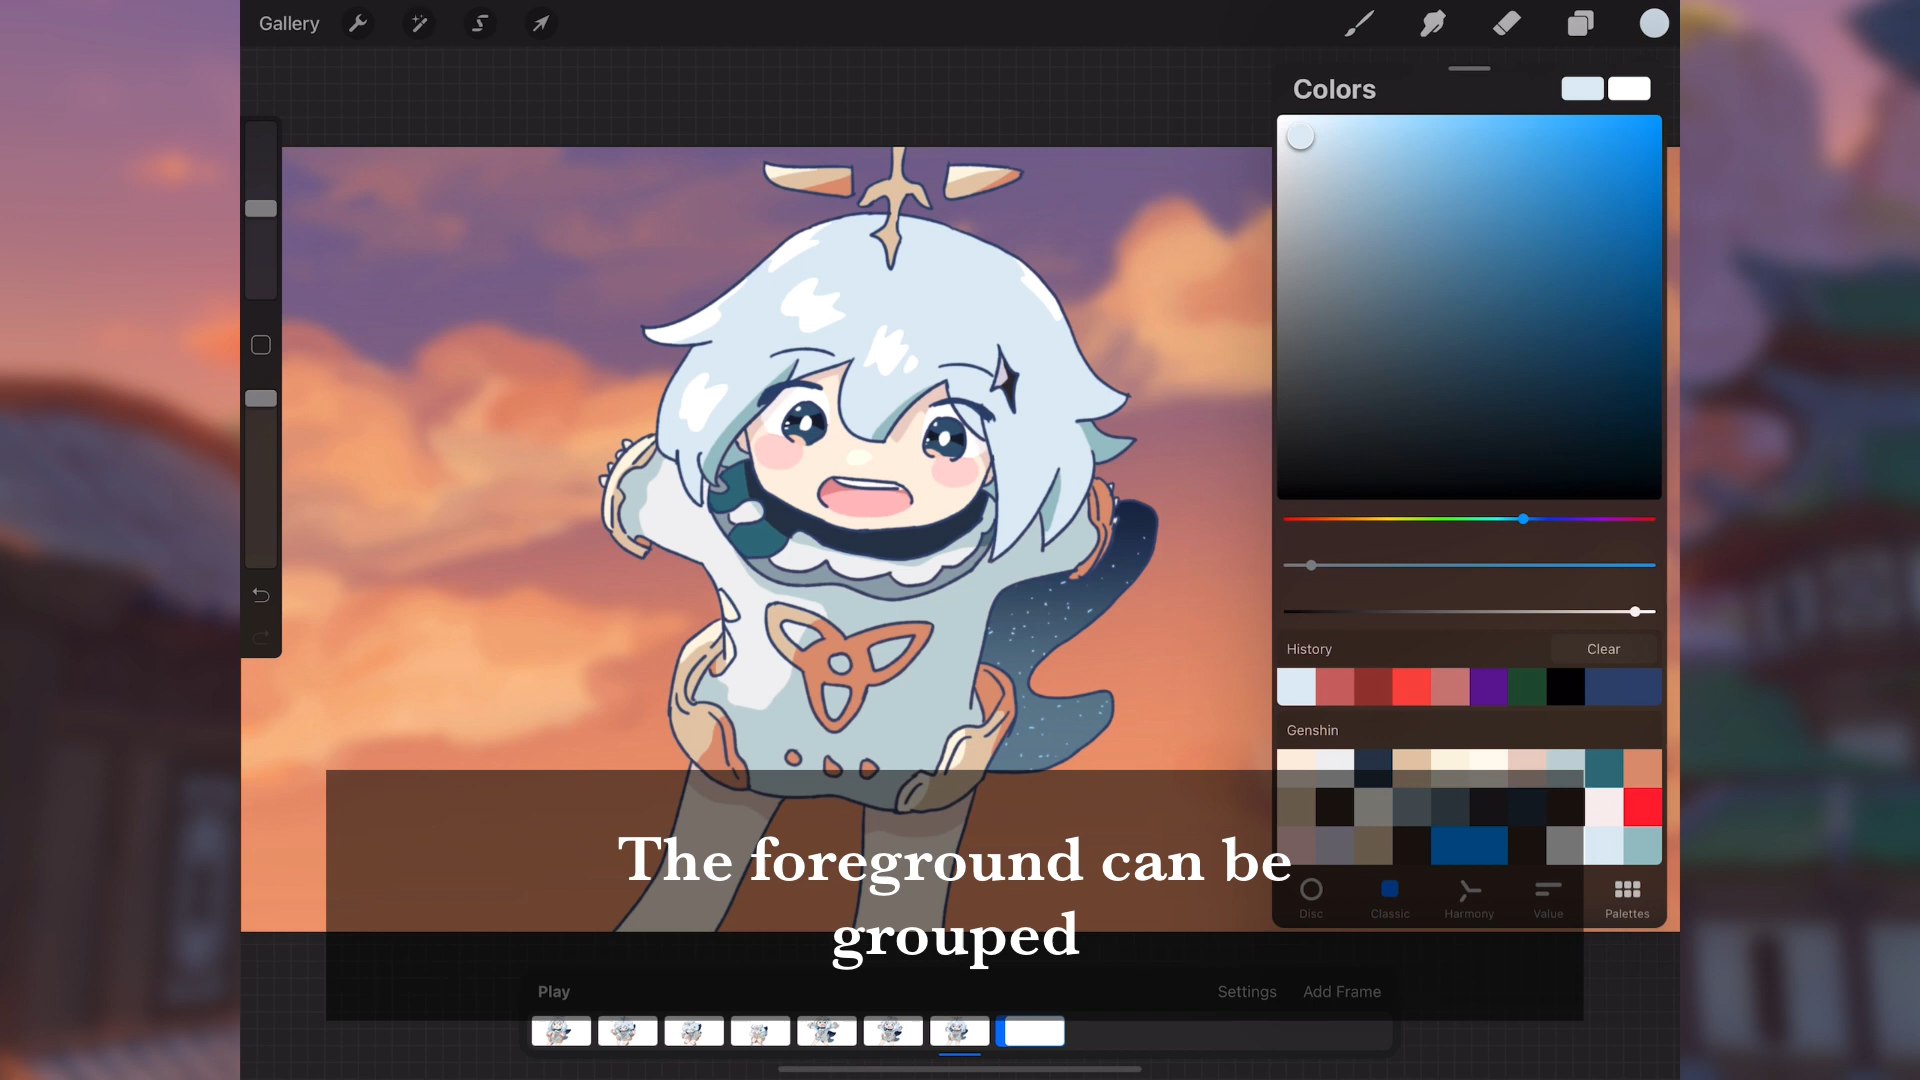 Gallery
Colors
History
Clear
Genshin
Disc
Classic
Harmony
Value
Palettes
The foreground can be
grouped
Play
Settings
Add Frame